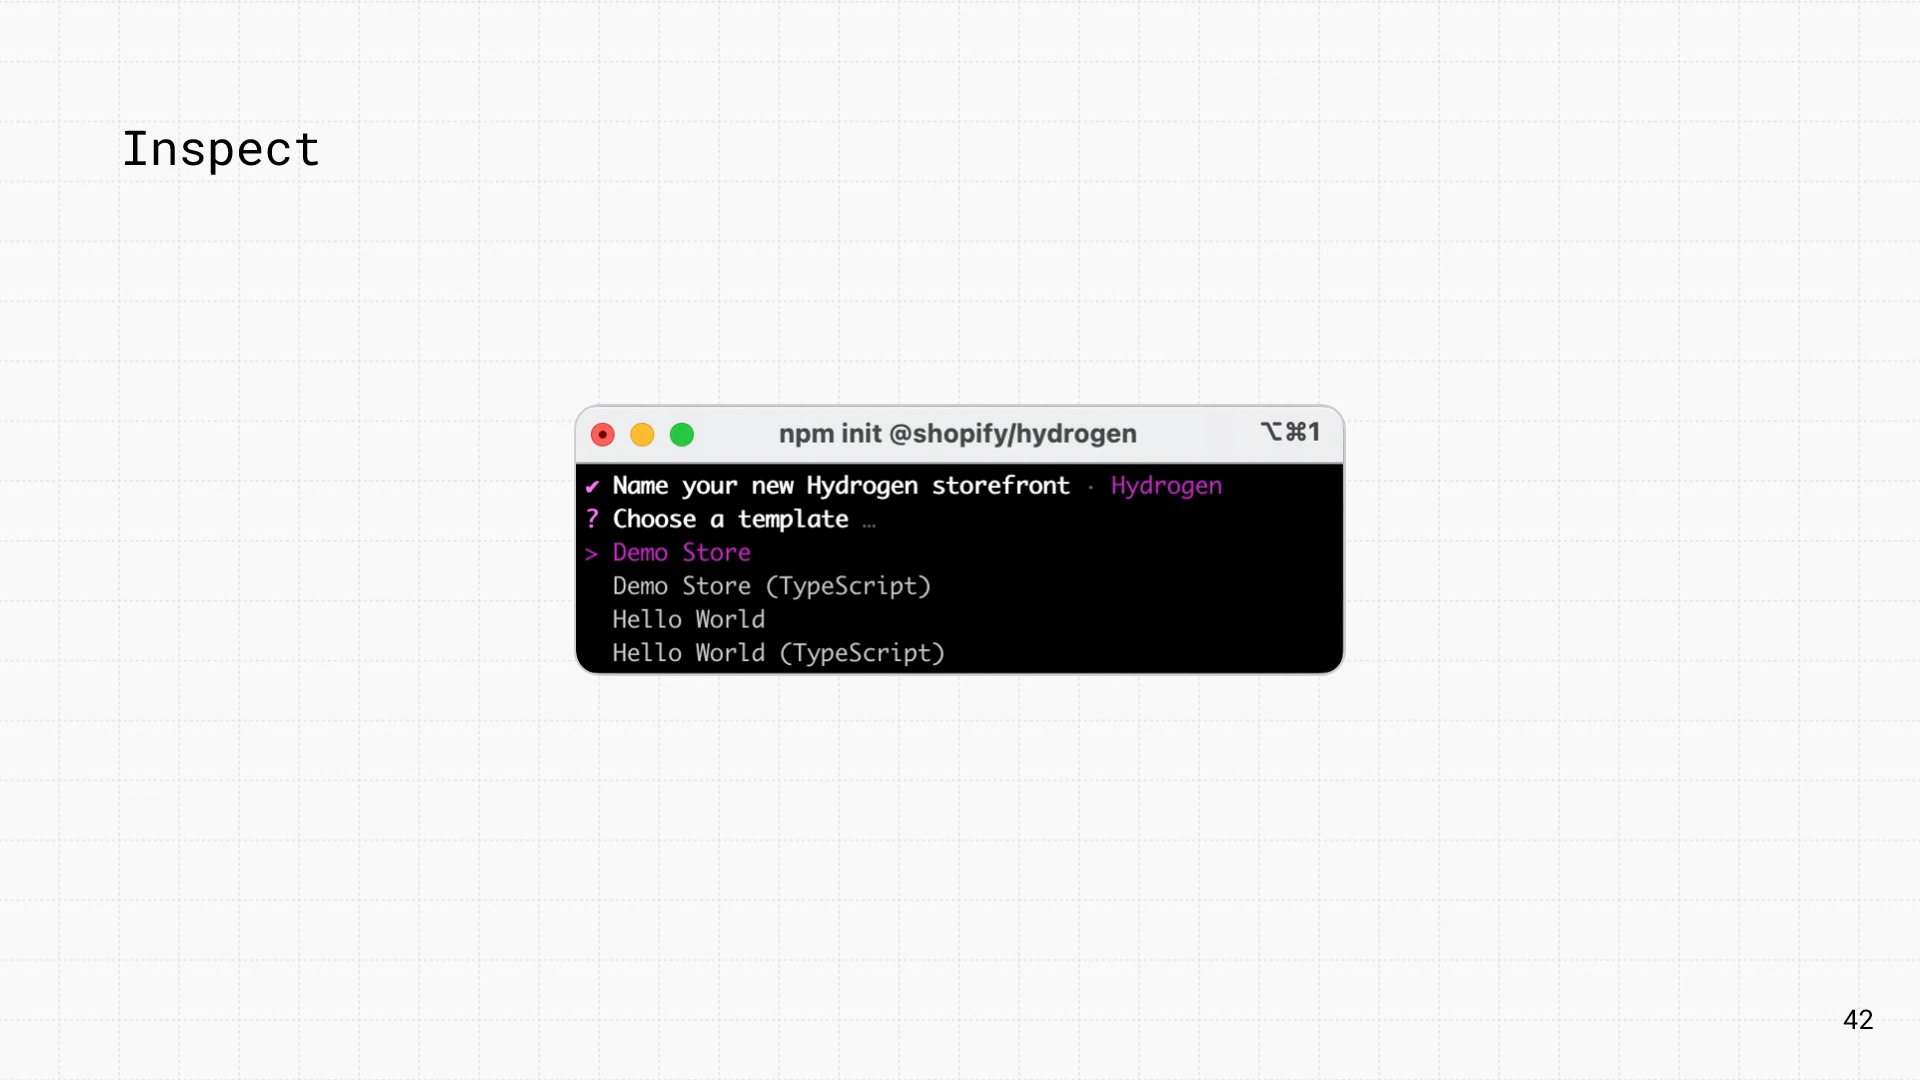 Inspect
npm init @shopify/hydrogen ⌥⌘1
✔ Name your new Hydrogen storefront · Hydrogen
? Choose a template …
> Demo Store
Demo Store (TypeScript)
Hello World
Hello World (TypeScript)
42